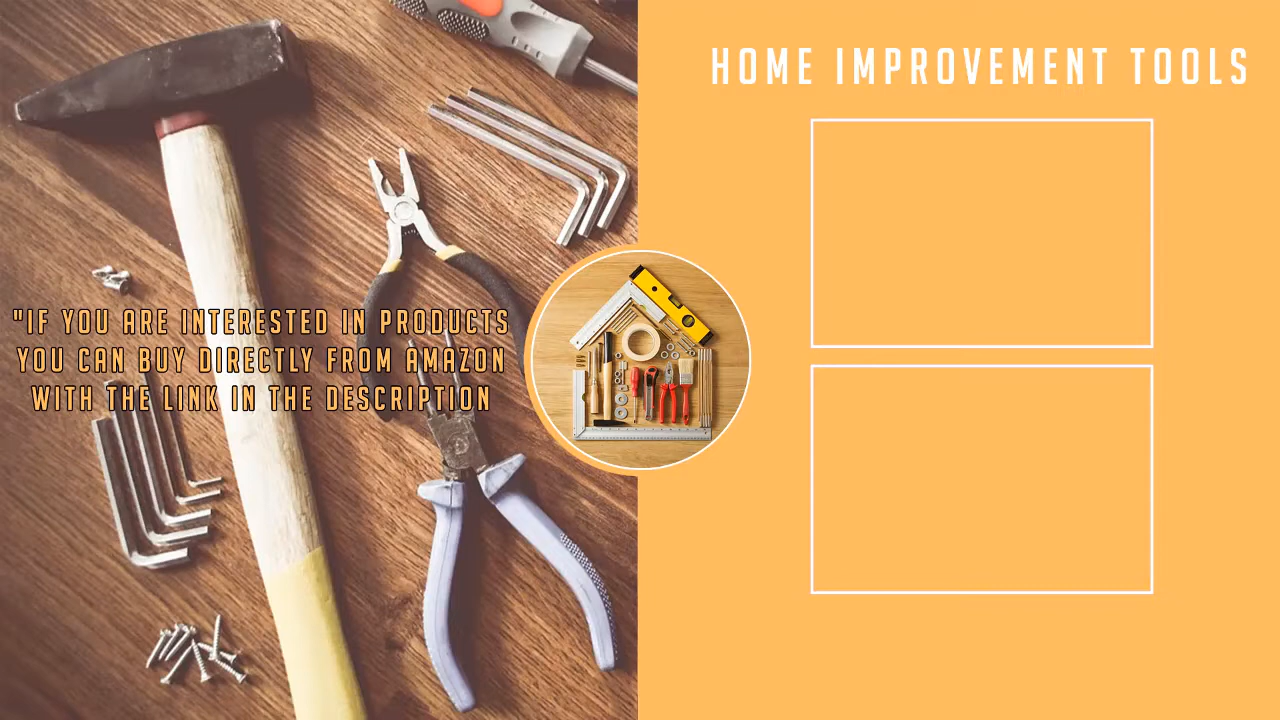 HOME IMPROVEMENT TOOLS
"IF YOU ARE INTERESTED IN PRODUCTS
YOU CAN BUY DIRECTLY FROM AMAZON
WITH THE LINK IN THE DESCRIPTION